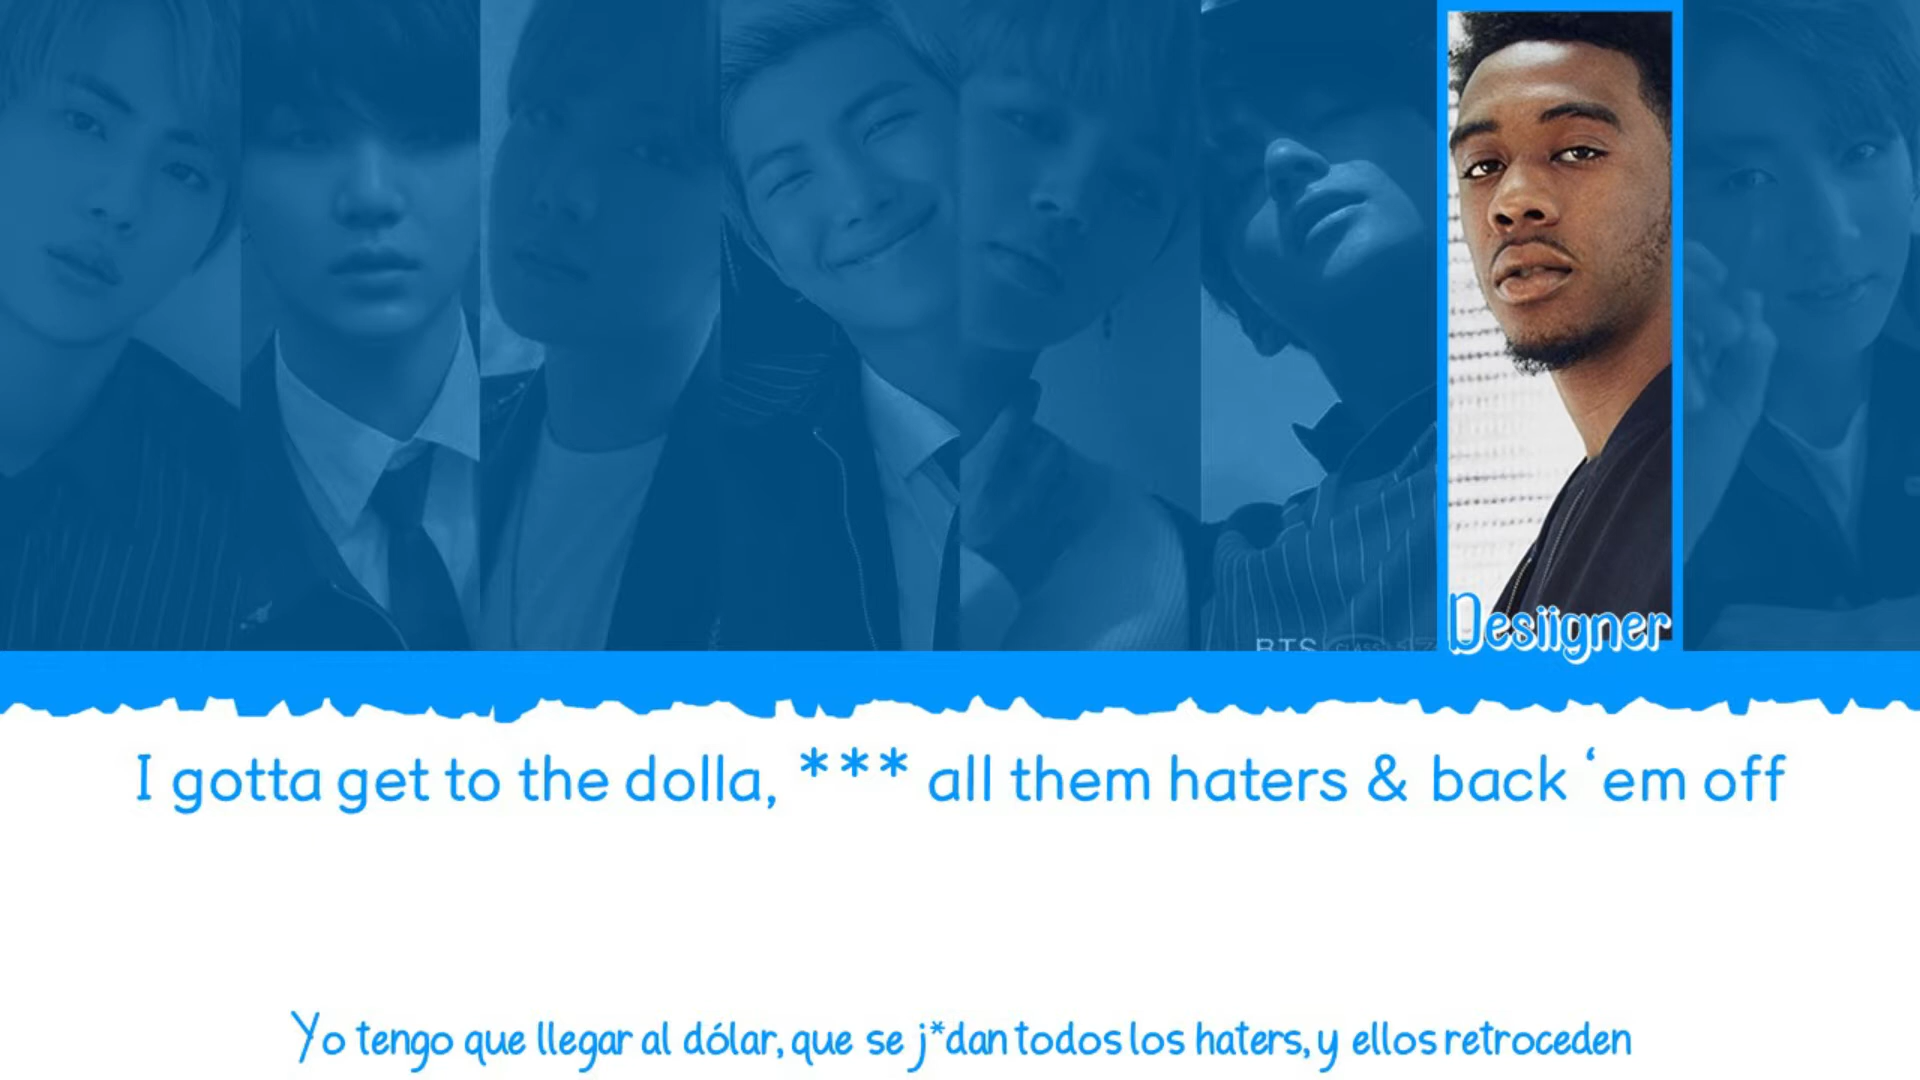 BTS
Desiigner
I gotta get to the dolla, *** all them haters & back ‘em off
Yo tengo que llegar al dólar, que se j*dan todos los haters, y ellos retroceden